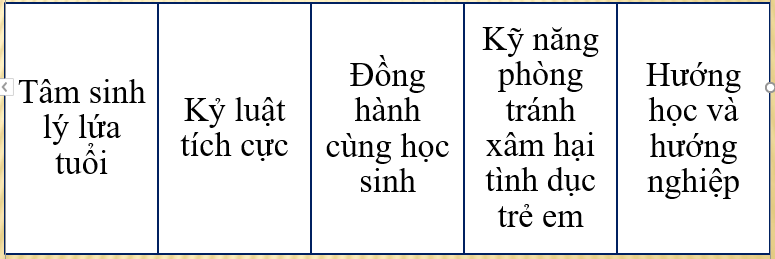 Tâm sinh
lý lứa
tuổi
Kỷ luật
tích cực
Đồng
hành
cùng học
sinh
Kỹ năng
phòng
tránh
xâm hại
tình dục
trẻ em
Hướng
học và
hướng
nghiệp